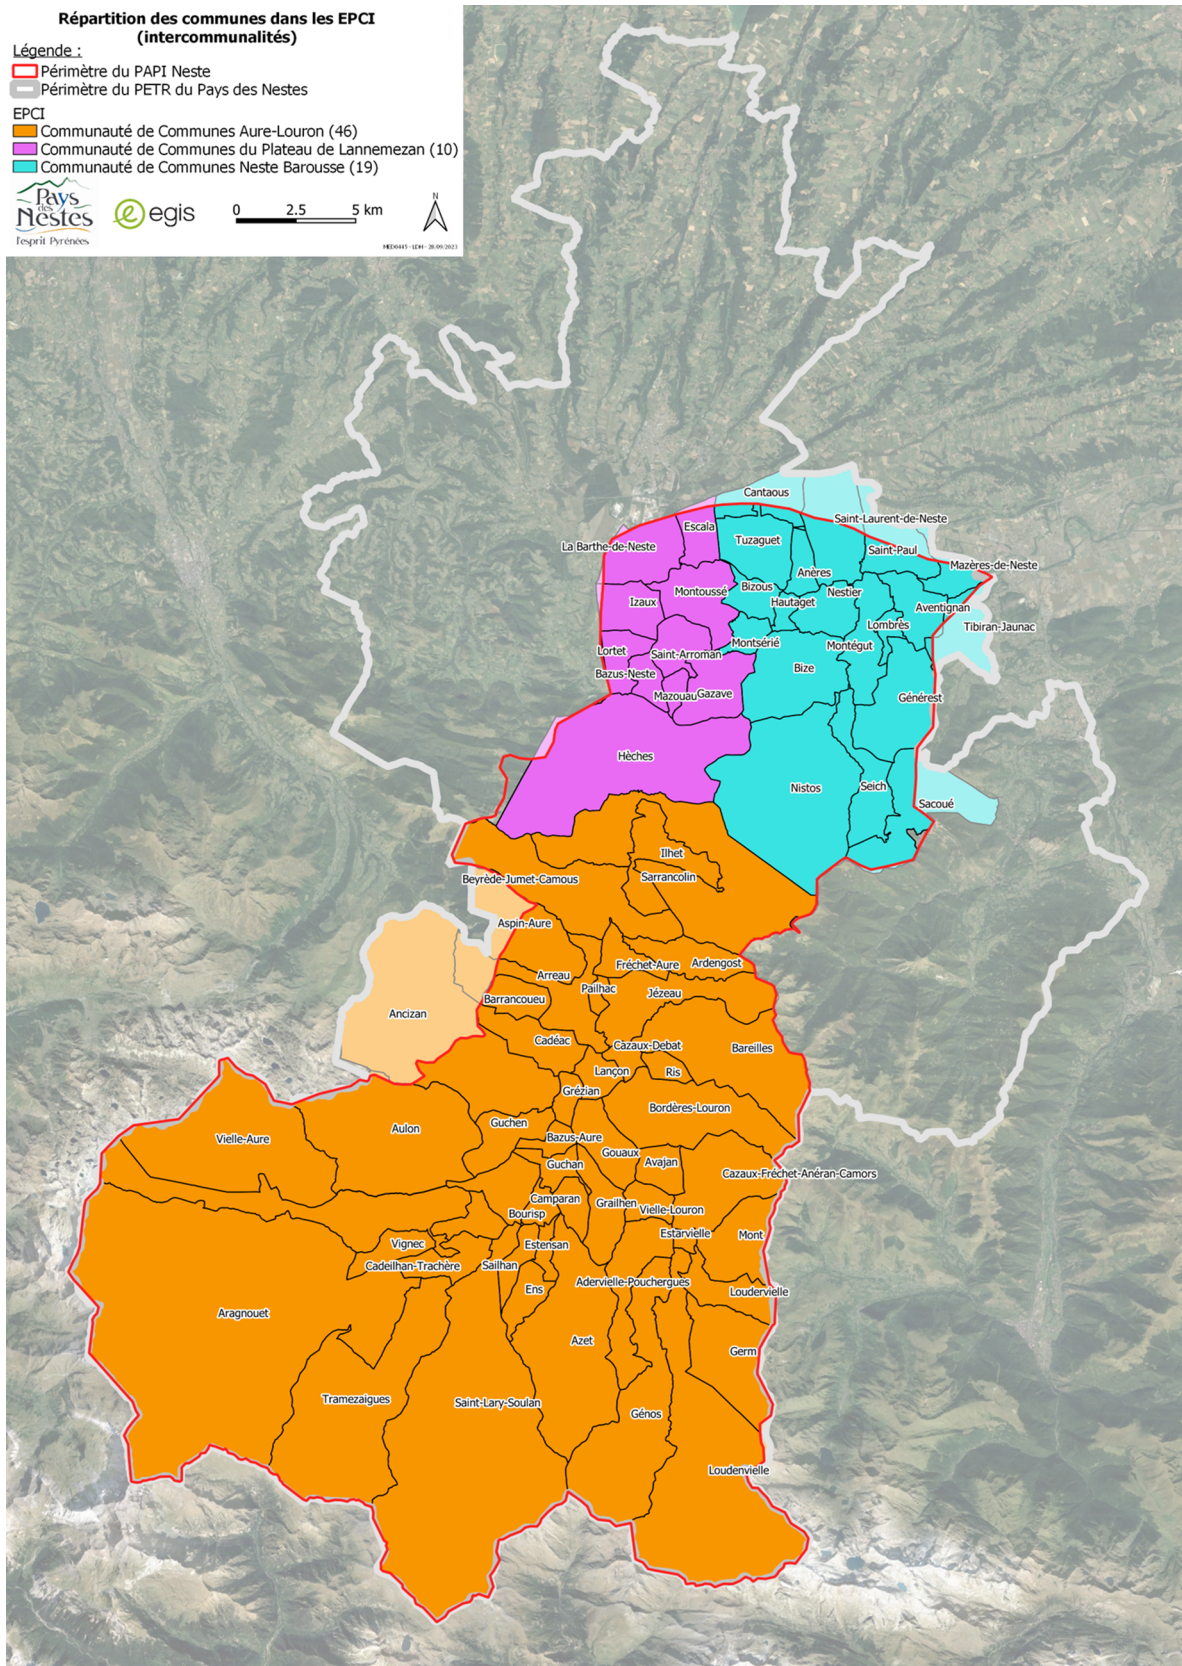 Répartition des communes dans les EPCI
(intercommunalités)
Légende :
Périmètre du PAPI Neste
Périmètre du PETR du Pays des Nestes
EPCI
Communauté de Communes Aure-Louron (46)
Communauté de Communes du Plateau de Lannemezan (10)
Communauté de Communes Neste Barousse (19)
Pays
des
Nestes
l'esprit Pyrénées
egis
0 2.5 5 km
N
MED0445 - LDH - 28/09/2023
Cantaous
Saint-Laurent-de-Neste
Escala
La Barthe-de-Neste
Tuzaguet
Saint-Paul
Mazères-de-Neste
Anères
Montoussé
Bizous
Nestier
Izaux
Hautaget
Aventignan
Lombrès
Tibiran-Jaunac
Montsérié
Montégut
Lortet
Saint-Arroman
Bize
Bazus-Neste
Mazouau
Gazave
Générest
Hèches
Nistos
Seich
Sacoué
Ilhet
Sarrancolin
Beyrède-Jumet-Camous
Aspin-Aure
Fréchet-Aure
Ardengost
Arreau
Pailhac
Jézeau
Barrancoueu
Ancizan
Cadéac
Cazaux-Debat
Bareilles
Lançon
Ris
Grézian
Bordères-Louron
Guchen
Aulon
Vielle-Aure
Bazus-Aure
Gouaux
Avajan
Guchan
Cazaux-Fréchet-Anéran-Camors
Camparan
Grailhen
Vielle-Louron
Bourisp
Estarvielle
Mont
Vignec
Estensan
Cadeilhan-Trachère
Sailhan
Ens
Adervielle-Pouchergues
Loudervielle
Aragnouet
Azet
Germ
Tramezaigues
Saint-Lary-Soulan
Génos
Loudenvielle